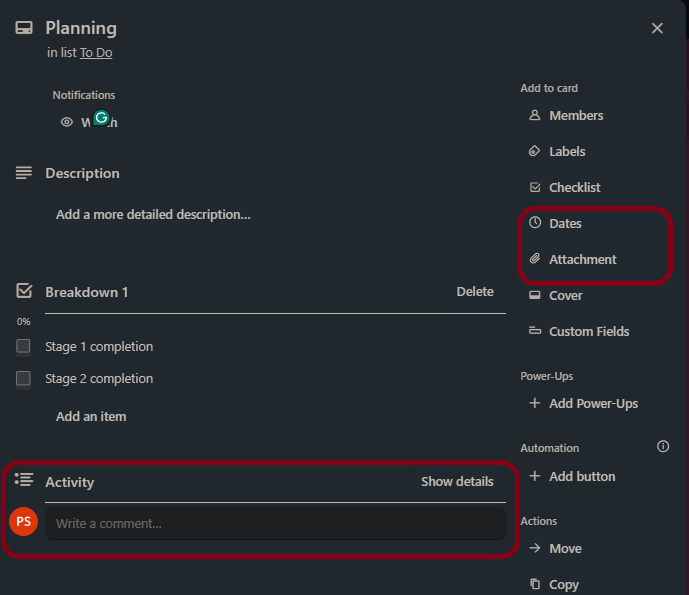 Planning
in list To Do
Notifications
Description
Add a more detailed description...
Breakdown 1
Delete
0%
Stage 1 completion
Stage 2 completion
Add an item
Activity
Show details
PS
Write a comment...
Add to card
Members
Labels
Checklist
Dates
Attachment
Cover
Custom Fields
Power-Ups
+ Add Power-Ups
Automation
+ Add button
Actions
Move
Copy